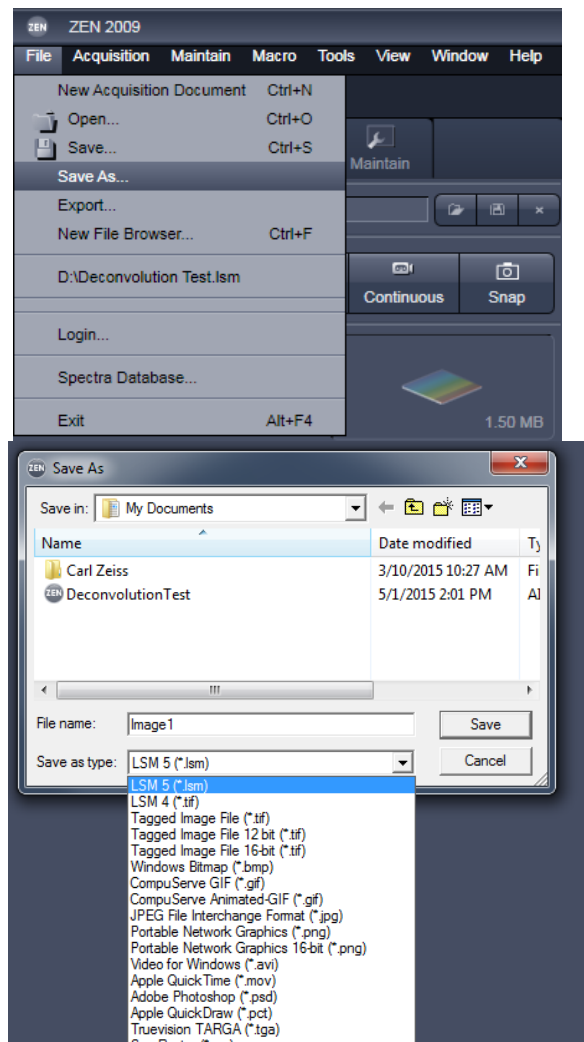 ZEN ZEN 2009
File Acquisition Maintain Macro Tools View Window Help
New Acquisition Document Ctrl+N
Open... Ctrl+O
Save... Ctrl+S
Maintain
Save As...
Export...
New File Browser... Ctrl+F
D:\Deconvolution Test.lsm
Continuous Snap
Login...
Spectra Database...
Exit Alt+F4
1.50 MB
ZEN Save As
Save in: My Documents
Name Date modified
Carl Zeiss 3/10/2015 10:27 AM Fi
ZEN DeconvolutionTest 5/1/2015 2:01 PM
File name: Image1 Save
Save as type: LSM 5 (*.lsm) Cancel
LSM 5 (*.lsm)
LSM 4 (*.tif)
Tagged Image File (*.tif)
Tagged Image File 12 bit (*.tif)
Tagged Image File 16-bit (*.tif)
Windows Bitmap (*.bmp)
CompuServe GIF (*.gif)
CompuServe Animated-GIF (*.gif)
JPEG File Interchange Format (*.jpg)
Portable Network Graphics (*.png)
Portable Network Graphics 16-bit (*.png)
Video for Windows (*.avi)
Apple QuickTime (*.mov)
Adobe Photoshop (*.psd)
Apple QuickDraw (*.pct)
Truevision TARGA (*.tga)